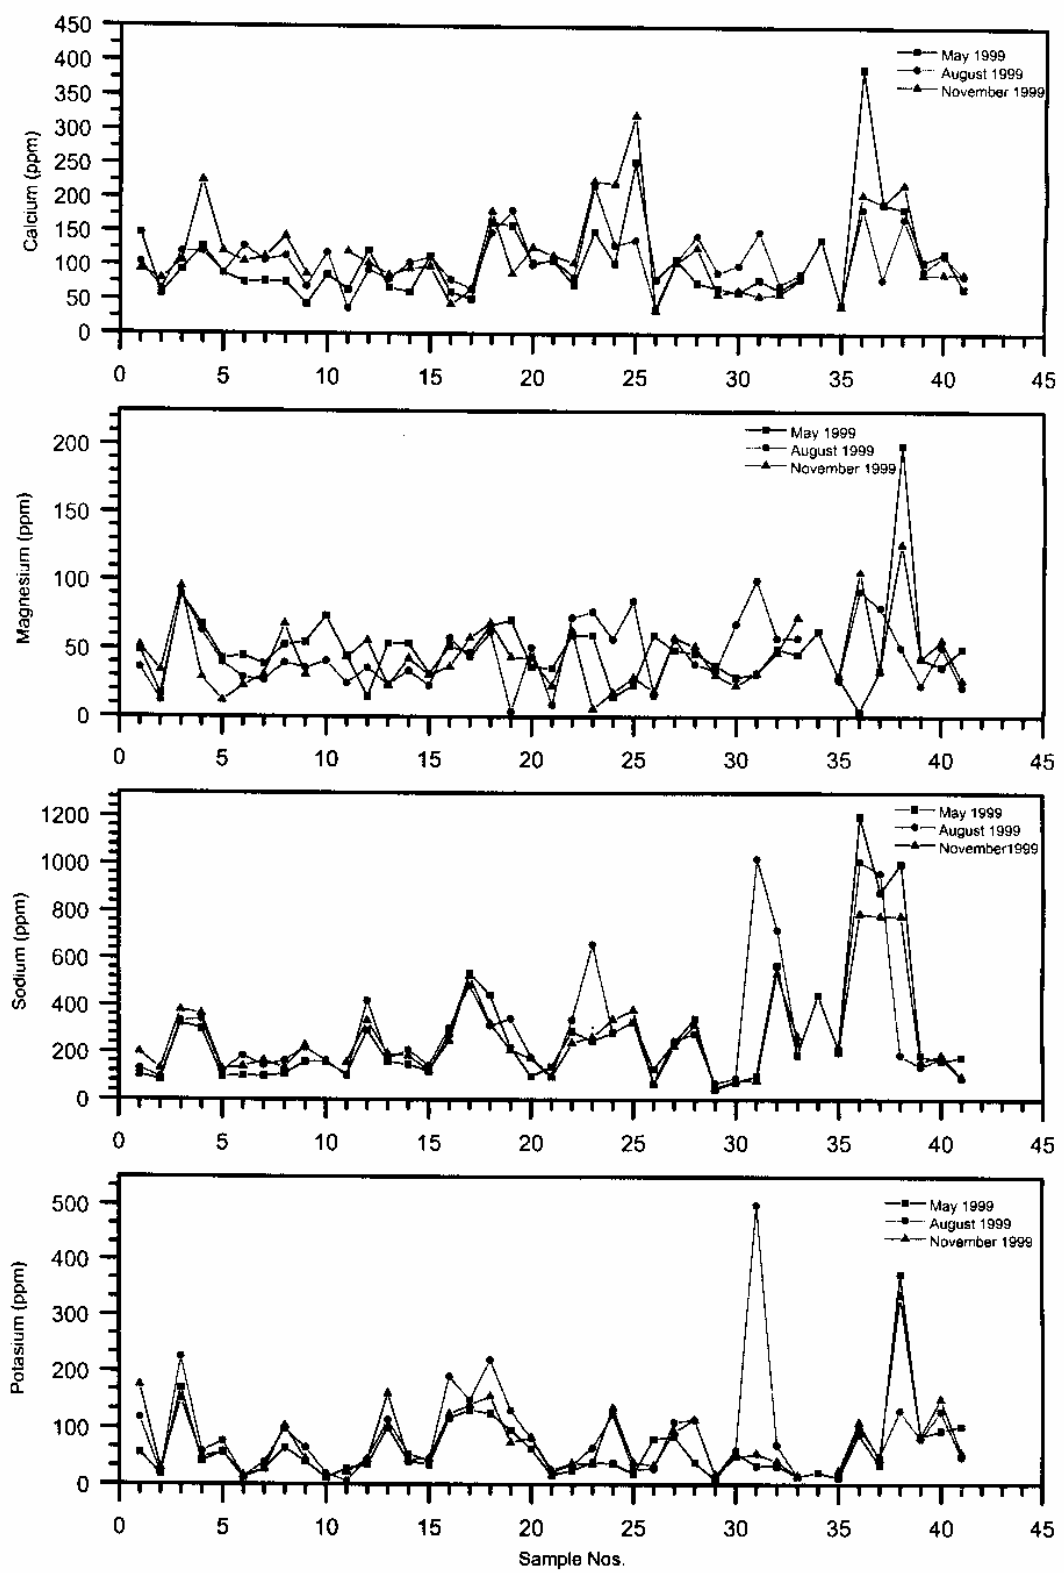 450
400
350
300
250
200
150
100
50
0
Calcium (ppm)
May 1999
August 1999
November 1999
0 5 10 15 20 25 30 35 40 45
200
150
100
50
0
Magnesium (ppm)
May 1999
August 1999
November 1999
0 5 10 15 20 25 30 35 40 45
1200
1000
800
600
400
200
0
Sodium (ppm)
May 1999
August 1999
November1999
0 5 10 15 20 25 30 35 40 45
500
400
300
200
100
0
Potasium (ppm)
May 1999
August 1999
November 1999
0 5 10 15 20 25 30 35 40 45
Sample Nos.